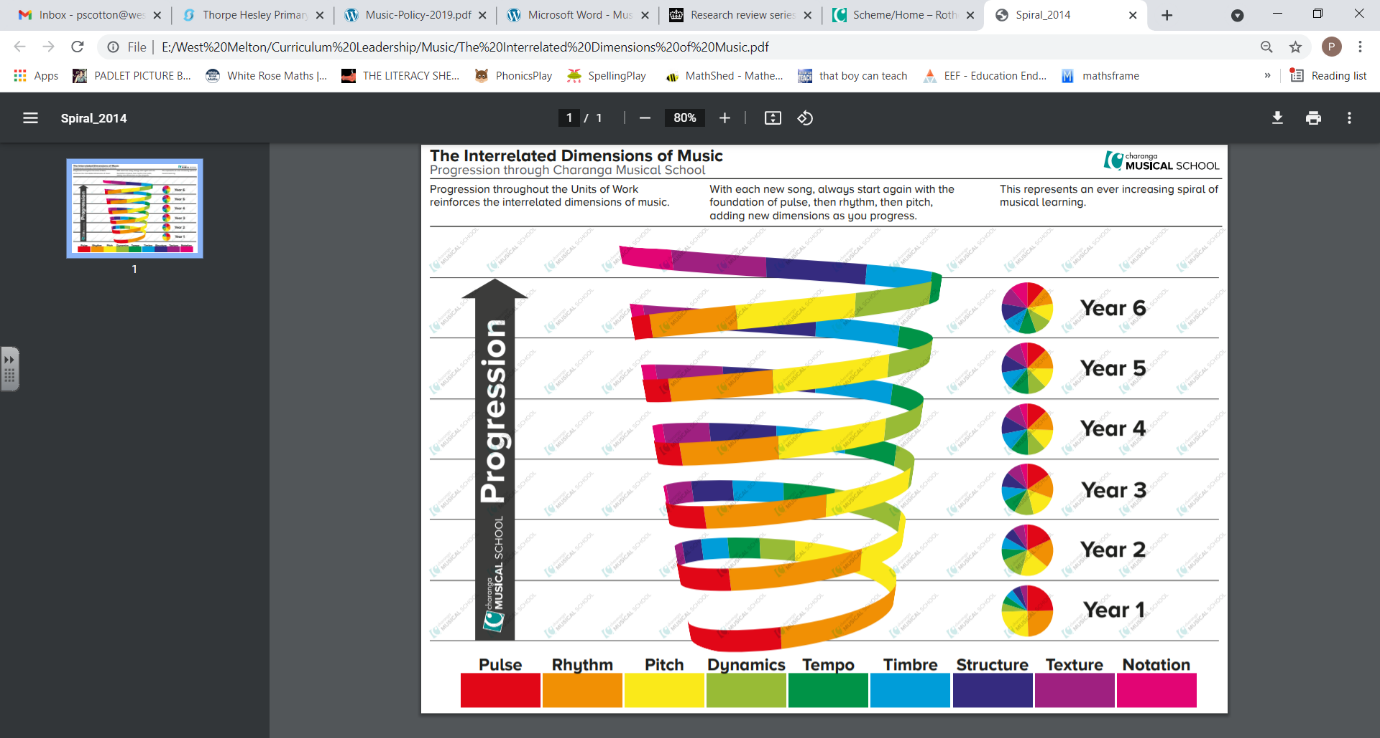 Inbox - pscotton@wes
Thorpe Hesley Primar
Music-Policy-2019.pdf
Microsoft Word - Mus
Research review series
Scheme/Home – Roth
Spiral_2014
File | E:/West%20Melton/Curriculum%20Leadership/Music/The%20Interrelated%20Dimensions%20of%20Music.pdf
P
Apps
PADLET PICTURE B...
White Rose Maths |...
THE LITERACY SHE...
PhonicsPlay
SpellingPlay
MathShed - Mathe...
that boy can teach
EEF - Education End...
mathsframe
»
Reading list
Spiral_2014
1 / 1
80%
1
The Interrelated Dimensions of Music
Progression through Charanga Musical School
charanga
MUSICAL SCHOOL
Progression throughout the Units of Work
reinforces the interrelated dimensions of music.
With each new song, always start again with the
foundation of pulse, then rhythm, then pitch,
adding new dimensions as you progress.
This represents an ever increasing spiral of
musical learning.
Progression
charanga
MUSICAL SCHOOL
Year 6
Year 5
Year 4
Year 3
Year 2
Year 1
Pulse Rhythm Pitch Dynamics Tempo Timbre Structure Texture Notation